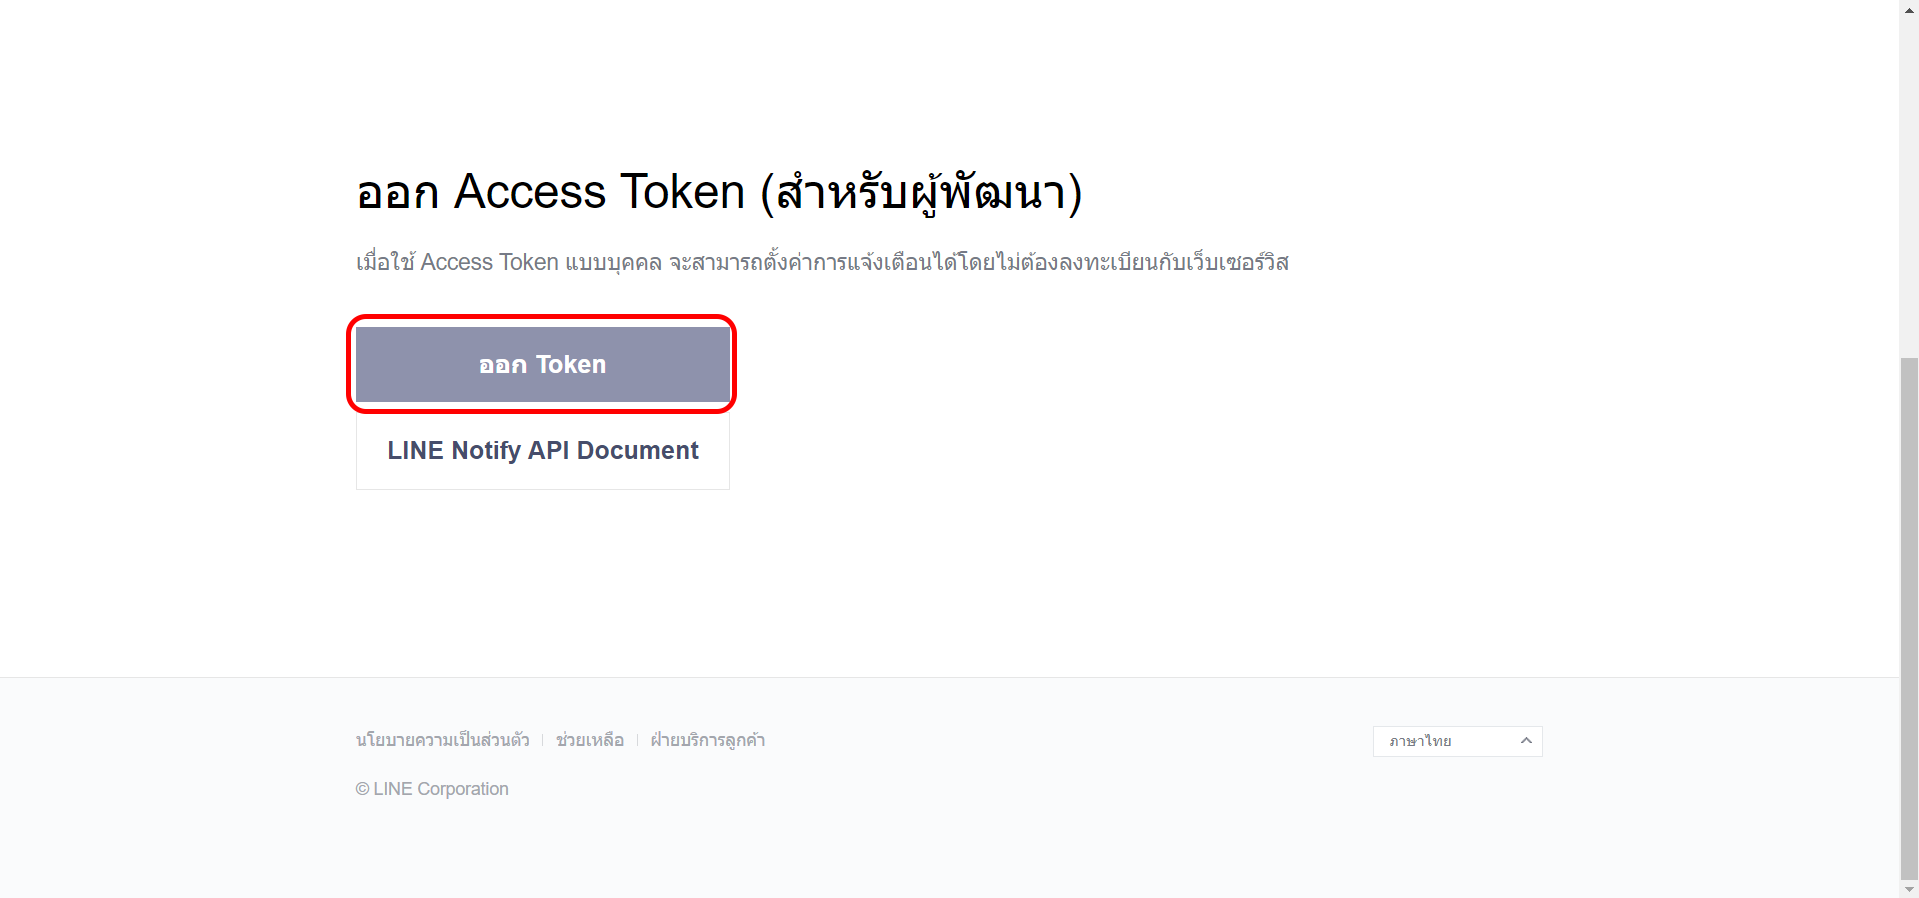 ออก Access Token (สำหรับผู้พัฒนา)
เมื่อใช้ Access Token แบบบุคคล จะสามารถตั้งค่าการแจ้งเตือนได้โดยไม่ต้องลงทะเบียนกับเว็บเซอร์วิส
ออก Token
LINE Notify API Document
นโยบายความเป็นส่วนตัว ช่วยเหลือ ฝ่ายบริการลูกค้า
ภาษาไทย
© LINE Corporation